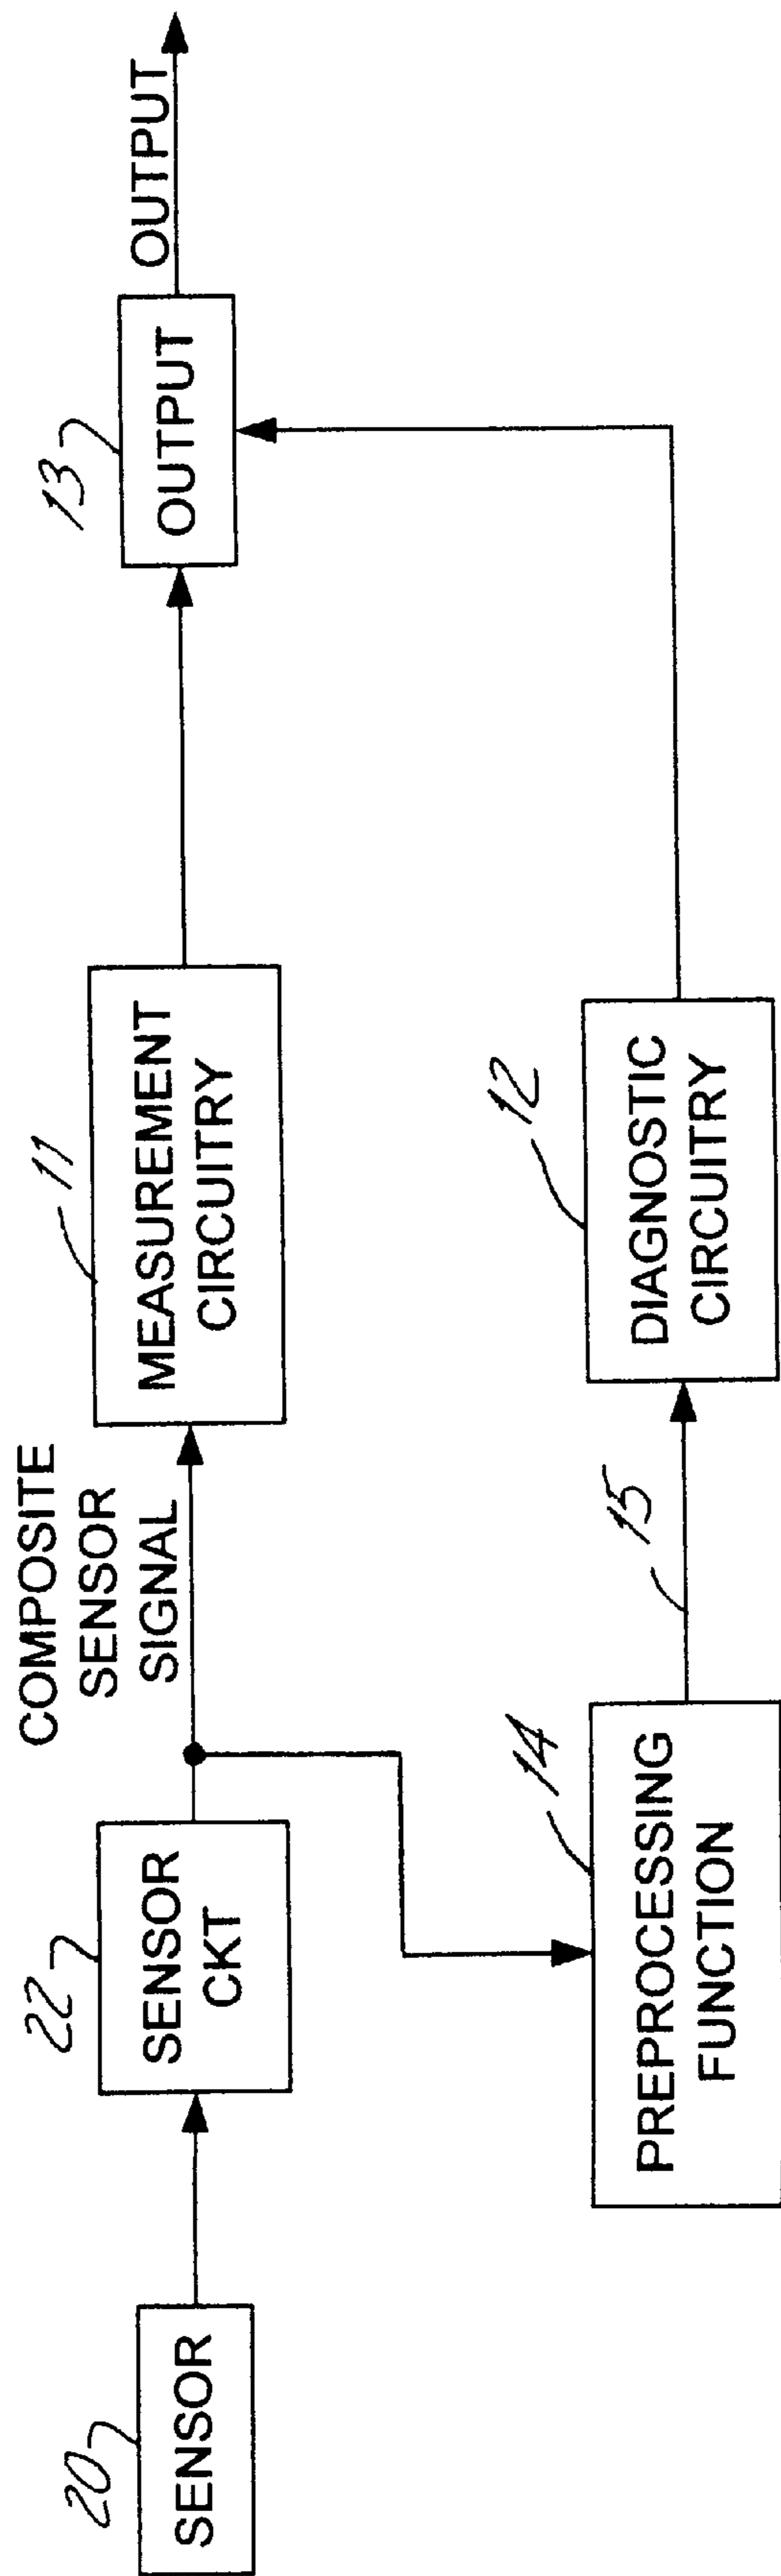 20
SENSOR
22
SENSOR
CKT
COMPOSITE
SENSOR
SIGNAL
11
MEASUREMENT
CIRCUITRY
13
OUTPUT
OUTPUT
14
PREPROCESSING
FUNCTION
15
12
DIAGNOSTIC
CIRCUITRY